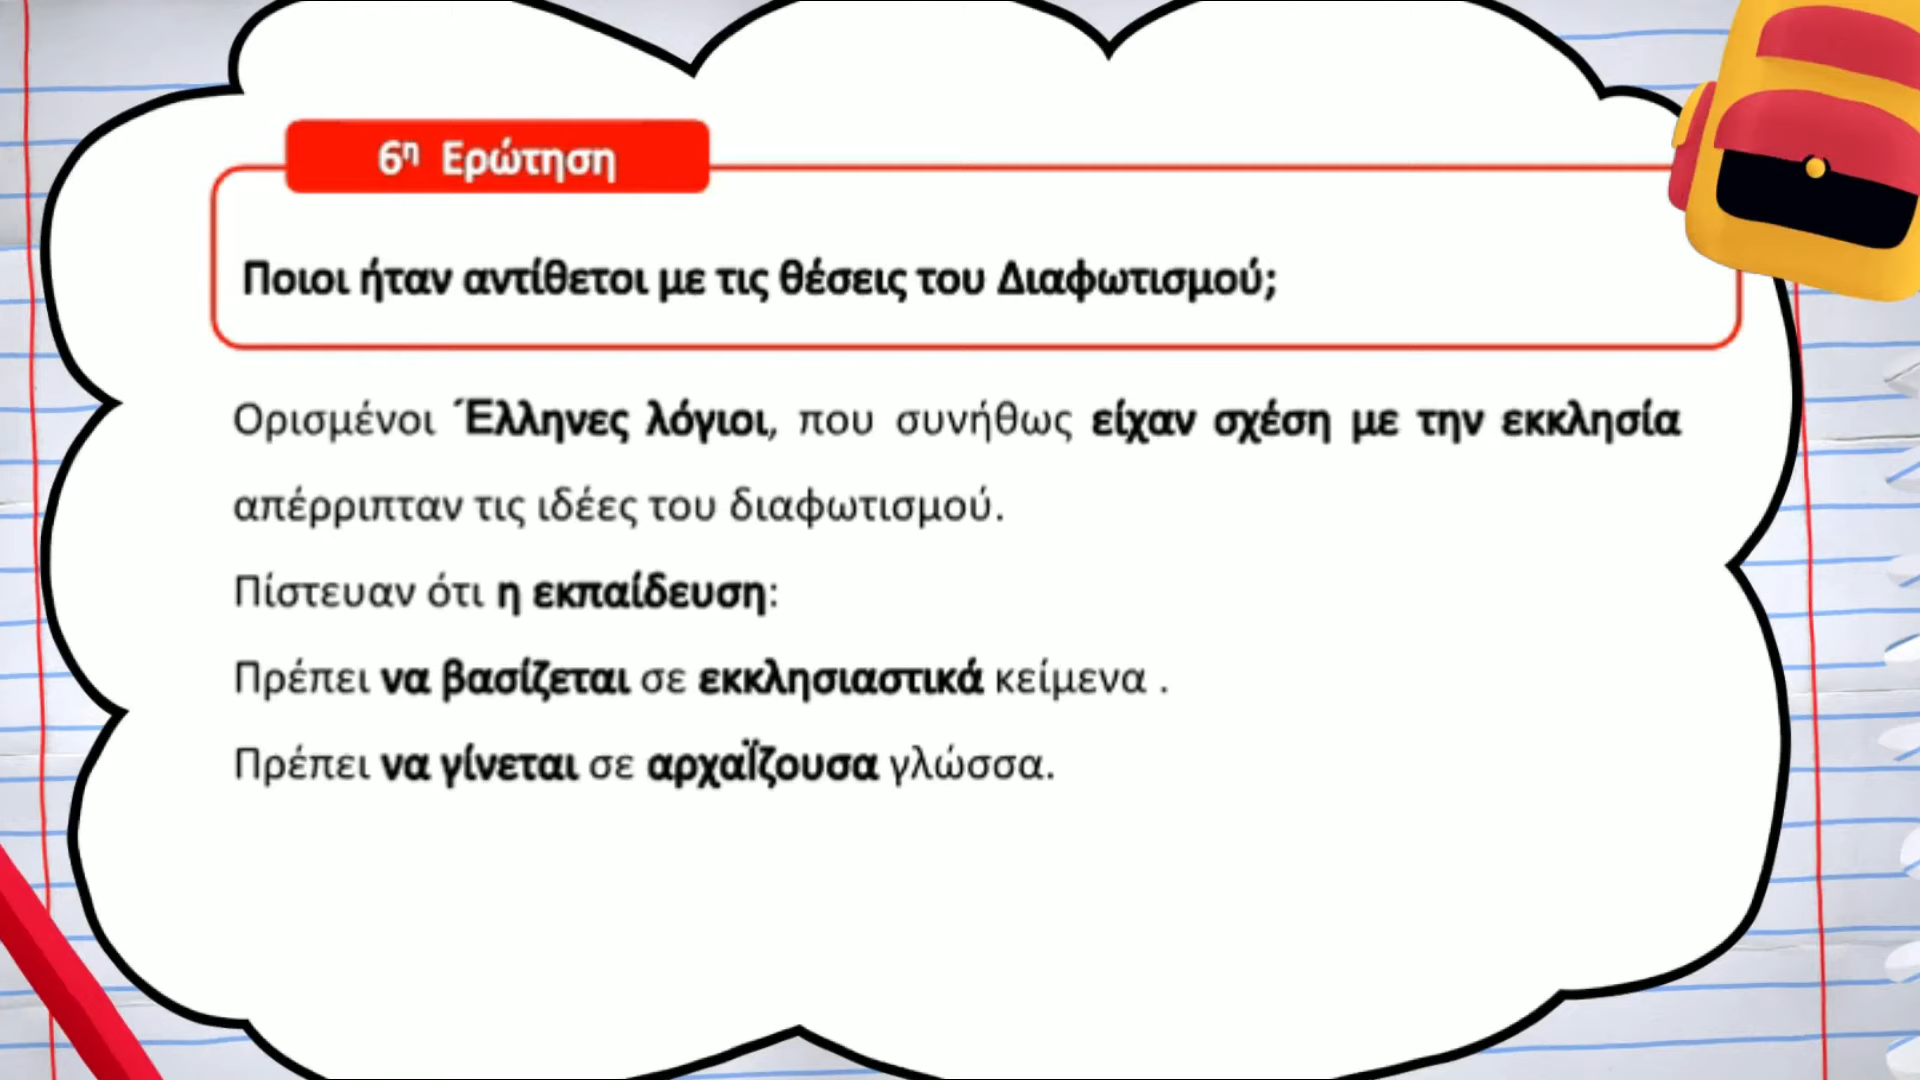 6η Ερώτηση
Ποιοι ήταν αντίθετοι με τις θέσεις του Διαφωτισμού;
Ορισμένοι Έλληνες λόγιοι, που συνήθως είχαν σχέση με την εκκλησία
απέρριπταν τις ιδέες του διαφωτισμού.
Πίστευαν ότι η εκπαίδευση:
Πρέπει να βασίζεται σε εκκλησιαστικά κείμενα .
Πρέπει να γίνεται σε αρχαΐζουσα γλώσσα.